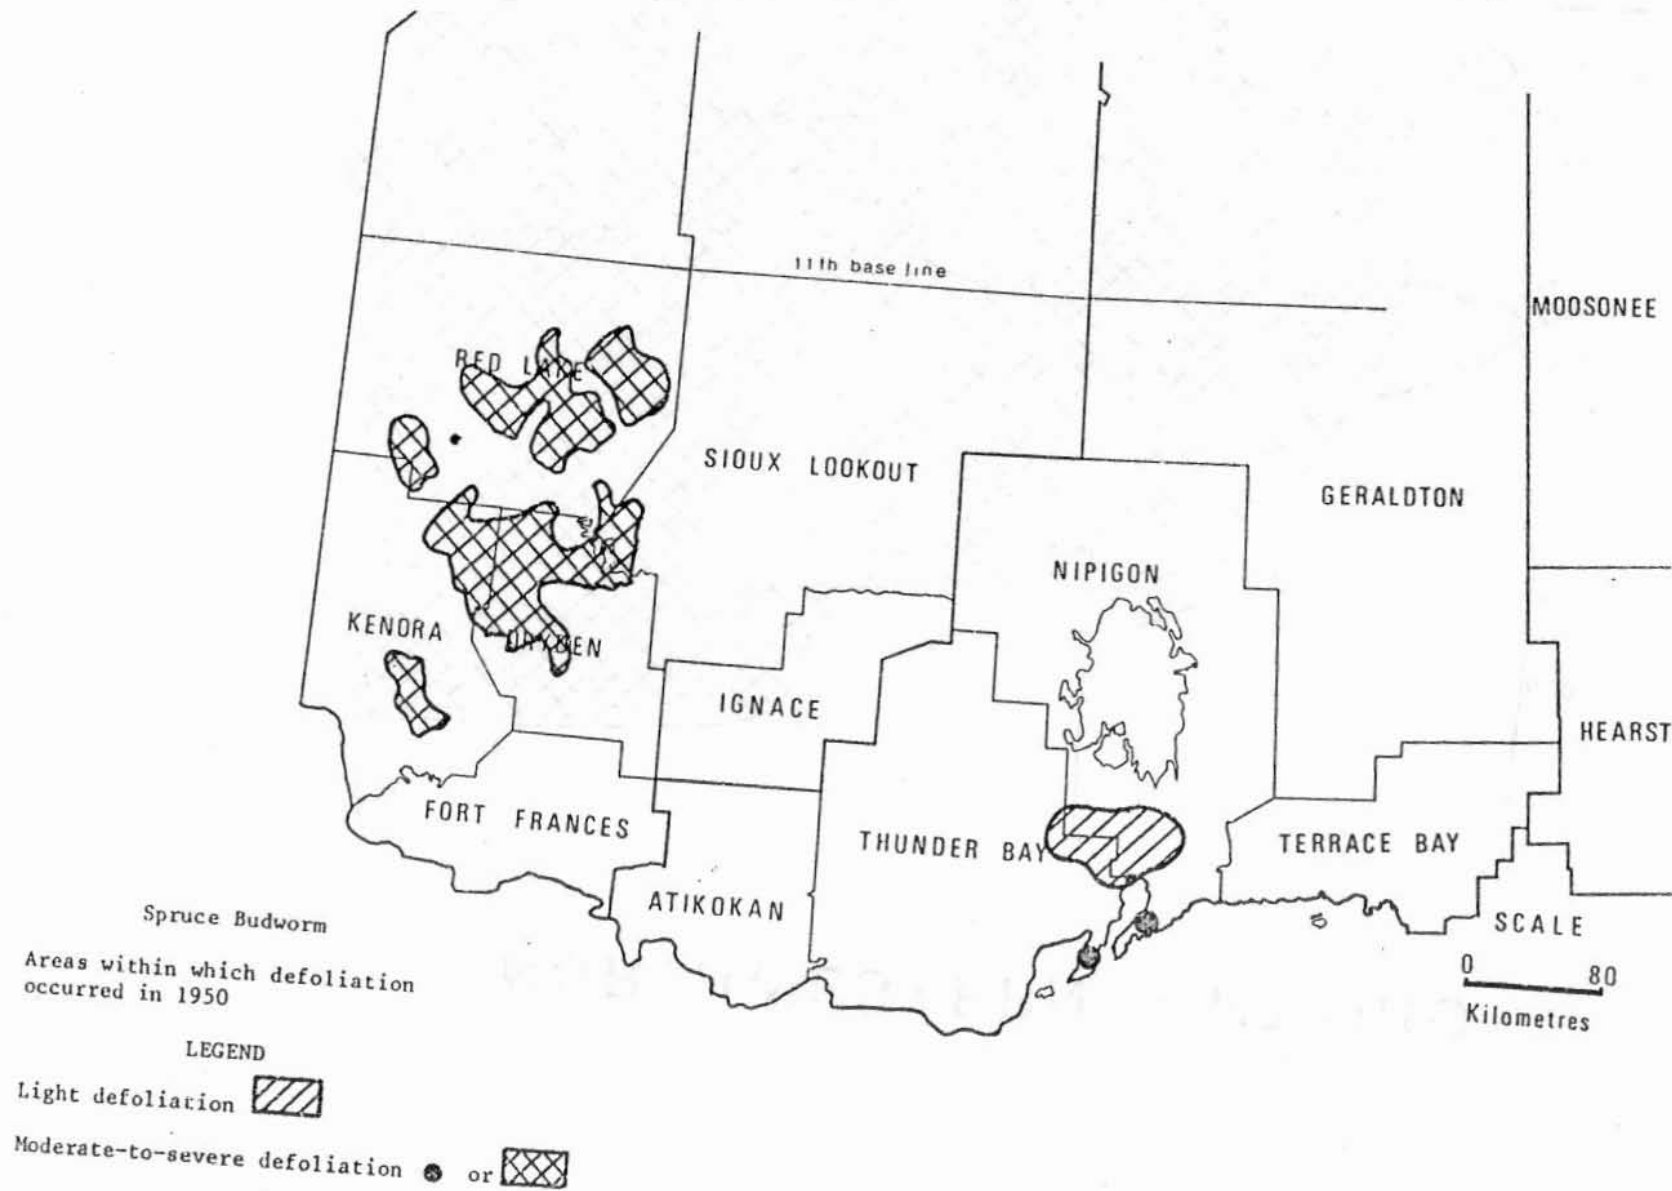 11th base line
MOOSONEE
RED LAKE
SIOUX LOOKOUT
GERALDTON
NIPIGON
KENORA
DRYDEN
IGNACE
HEARST
FORT FRANCES
THUNDER BAY
TERRACE BAY
ATIKOKAN
SCALE
0 80
Kilometres
Spruce Budworm
Areas within which defoliation
occurred in 1950
LEGEND
Light defoliation
Moderate-to-severe defoliation or